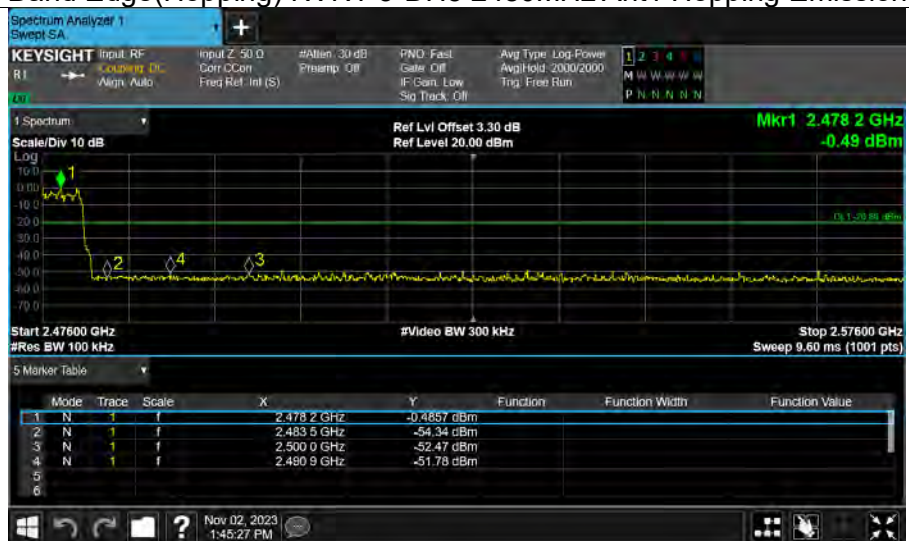 Spectrum Analyzer 1
Swept SA
+
KEYSIGHT Input: RF Input Z: 50 Ω #Atten: 30 dB PNO: Fast Avg Type: Log-Power 1 2 3 4
R1 Coupling: DC Corr CCorr Preamp: Off Gate: Off Avg|Hold: 2000/2000 M W W W W W
Align: Auto Freq Ref: Int (S) IF Gain: Low Trig: Free Run
Sig Track: Off P N N N N N
1 Spectrum Ref Lvl Offset 3.30 dB Mkr1 2.478 2 GHz
Scale/Div 10 dB Ref Level 20.00 dBm -0.49 dBm
Log
10.0
1
0.00
-10.0
-20.0
-30.0
-40.0
2 4 3
-50.0
-60.0
-70.0
Start 2.47600 GHz #Video BW 300 kHz Stop 2.57600 GHz
#Res BW 100 kHz Sweep 9.60 ms (1001 pts)
5 Marker Table
Mode Trace Scale X Y Function Function Width Function Value
1 N 1 f 2.478 2 GHz -0.4857 dBm
2 N 1 f 2.483 5 GHz -54.34 dBm
3 N 1 f 2.500 0 GHz -52.47 dBm
4 N 1 f 2.490 9 GHz -51.78 dBm
5
6
? Nov 02, 2023
1:45:27 PM